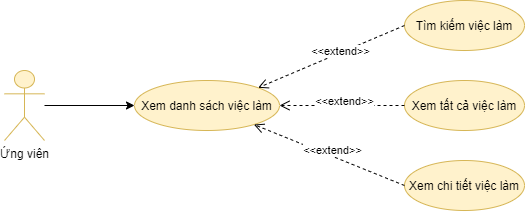 Tìm kiếm việc làm
<<extend>>
Xem danh sách việc làm
<<extend>>
Xem tất cả việc làm
Ứng viên
<<extend>>
Xem chi tiết việc làm